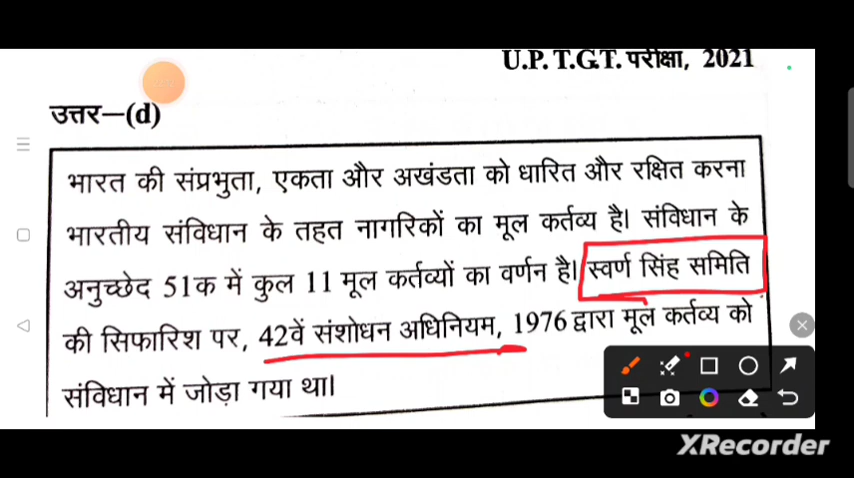 U.P. T.G.T. परीक्षा, 2021
उत्तर—(d)
भारत की संप्रभुता, एकता और अखंडता को धारित और रक्षित करना
भारतीय संविधान के तहत नागरिकों का मूल कर्तव्य है। संविधान के
अनुच्छेद 51क में कुल 11 मूल कर्तव्यों का वर्णन है। स्वर्ण सिंह समिति
की सिफारिश पर, 42वें संशोधन अधिनियम, 1976 द्वारा मूल कर्तव्य को
संविधान में जोड़ा गया था।
XRecorder